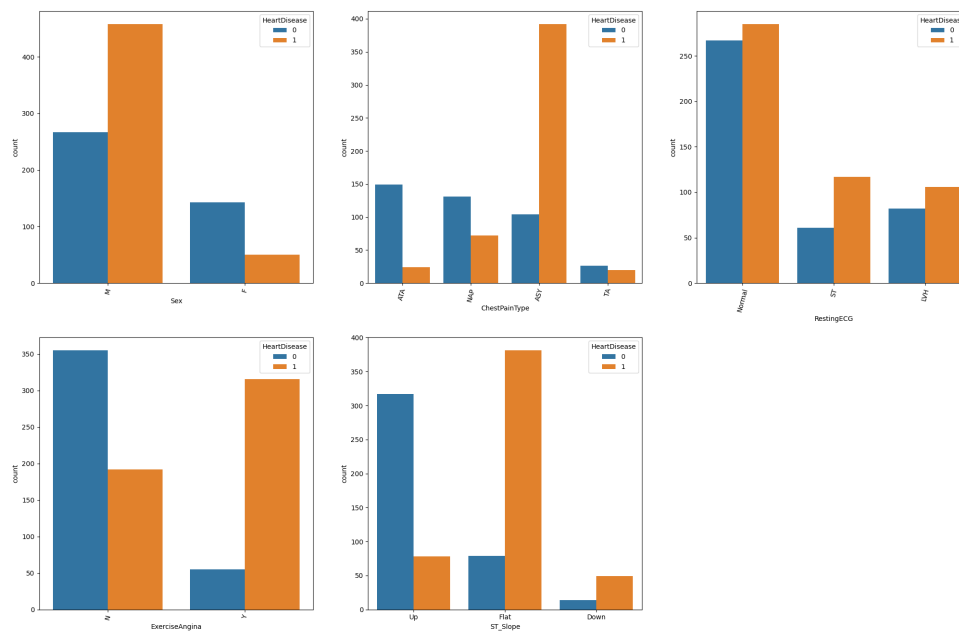 HeartDisease
0
1
400
300
200
100
0
count
M
F
Sex
HeartDisease
0
1
400
350
300
250
200
150
100
50
0
count
ATA
NAP
ASY
TA
ChestPainType
HeartDisease
0
1
250
200
150
100
50
0
count
Normal
ST
LVH
RestingECG
HeartDisease
0
1
350
300
250
200
150
100
50
0
count
N
Y
ExerciseAngina
HeartDisease
0
1
400
350
300
250
200
150
100
50
0
count
Up
Flat
Down
ST_Slope